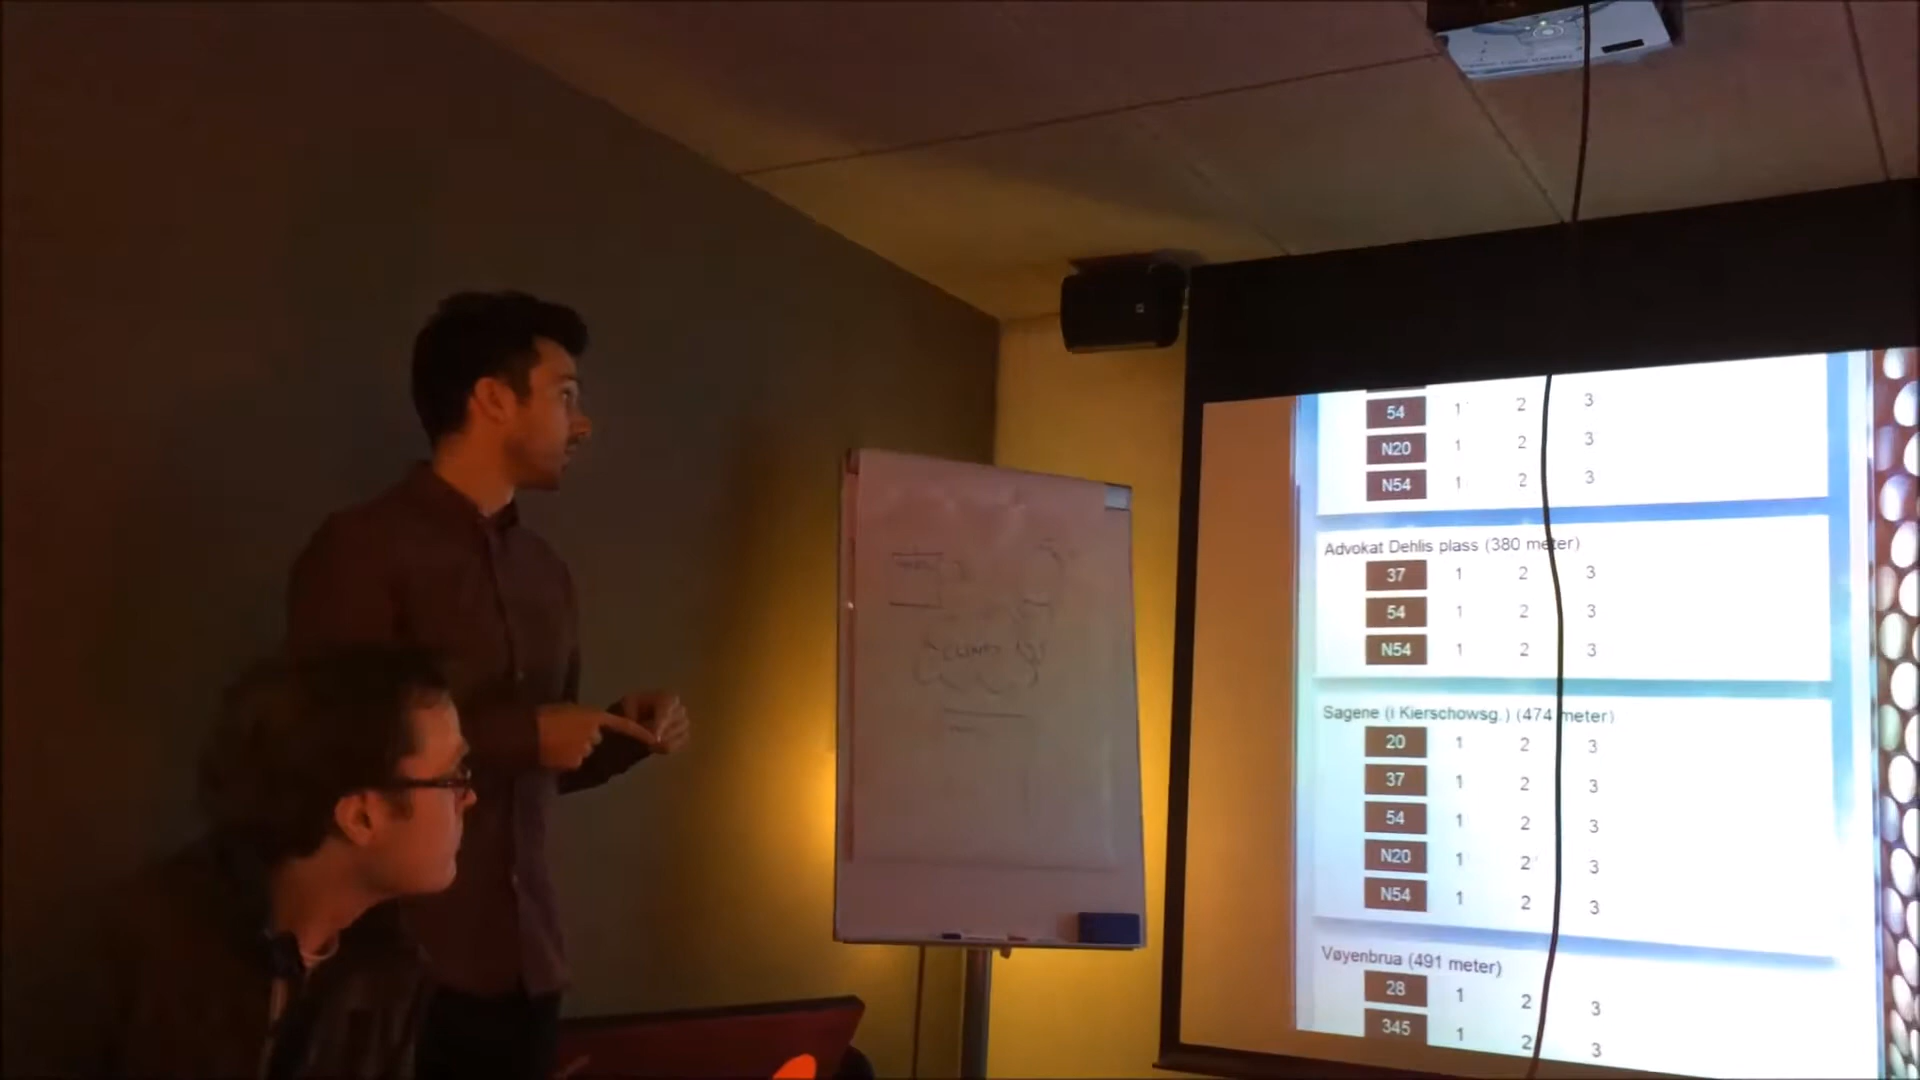 54 1 2 3
N20 1 2 3
N54 1 2 3
Advokat Dehlis plass (380 meter)
37 1 2 3
54 1 2 3
N54 1 2 3
Sagene (i Kierschowsg.) (474 meter)
20 1 2 3
37 1 2 3
54 1 2 3
N20 1 2 3
N54 1 2 3
Vøyenbrua (491 meter)
28 1 2 3
345 1 2 3